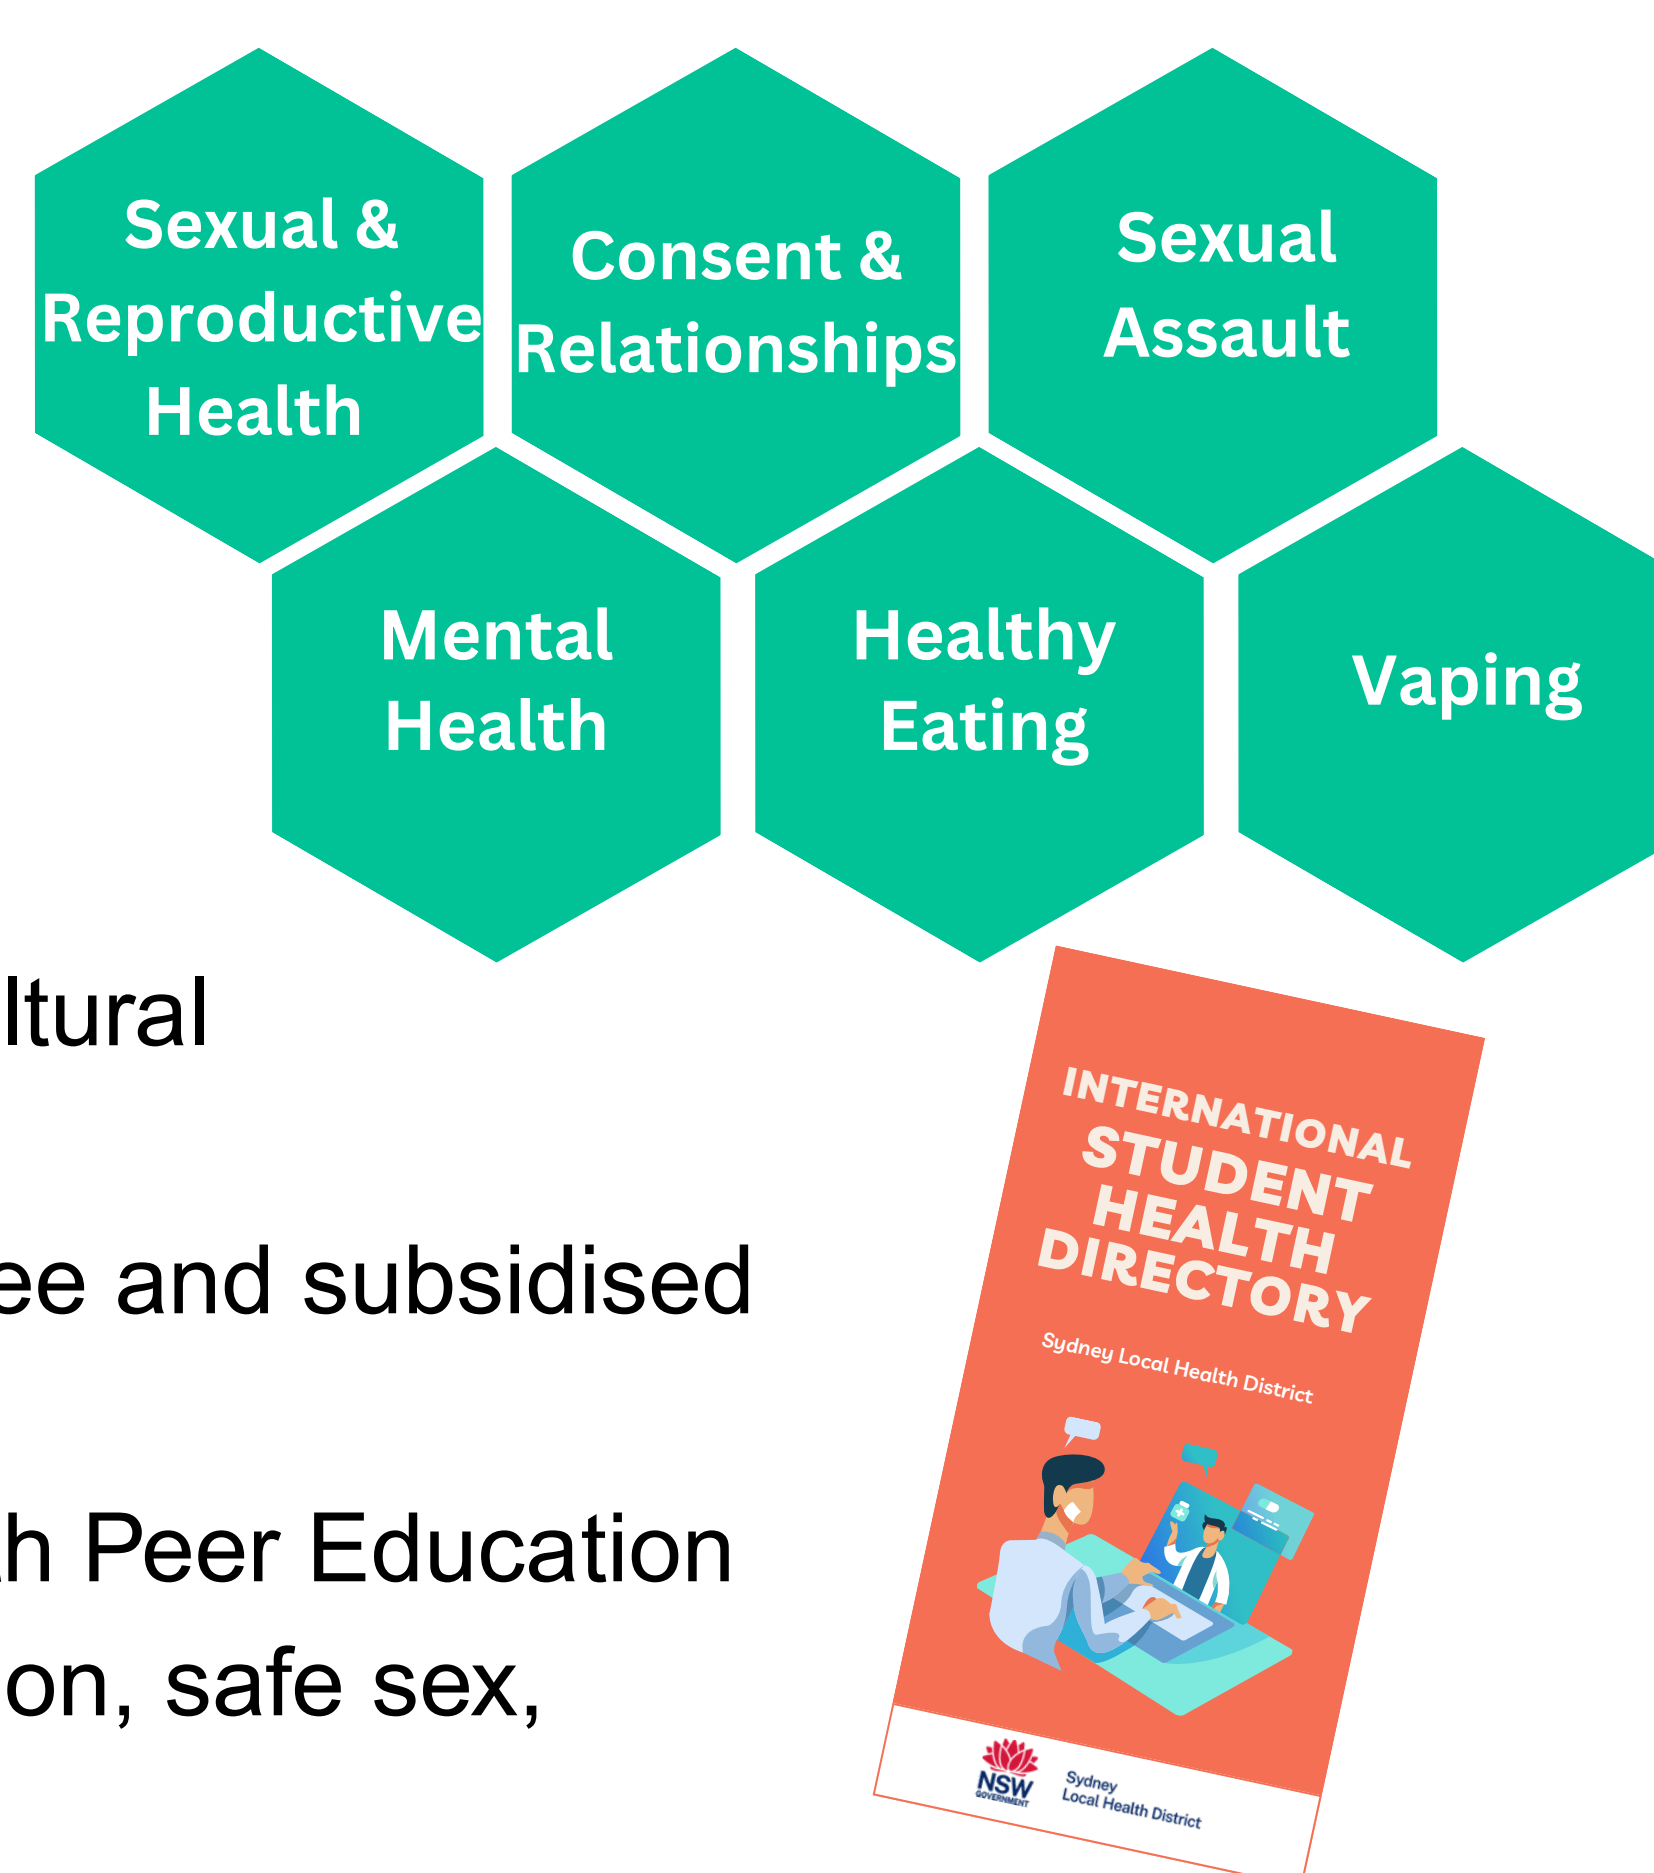 Sexual &
Reproductive
Health
Consent &
Relationships
Sexual
Assault
Mental
Health
Healthy
Eating
Vaping
ltural
ee and subsidised
h Peer Education
on, safe sex,
INTERNATIONAL
STUDENT
HEALTH
DIRECTORY
Sydney Local Health District
NSW
GOVERNMENT
Sydney
Local Health District